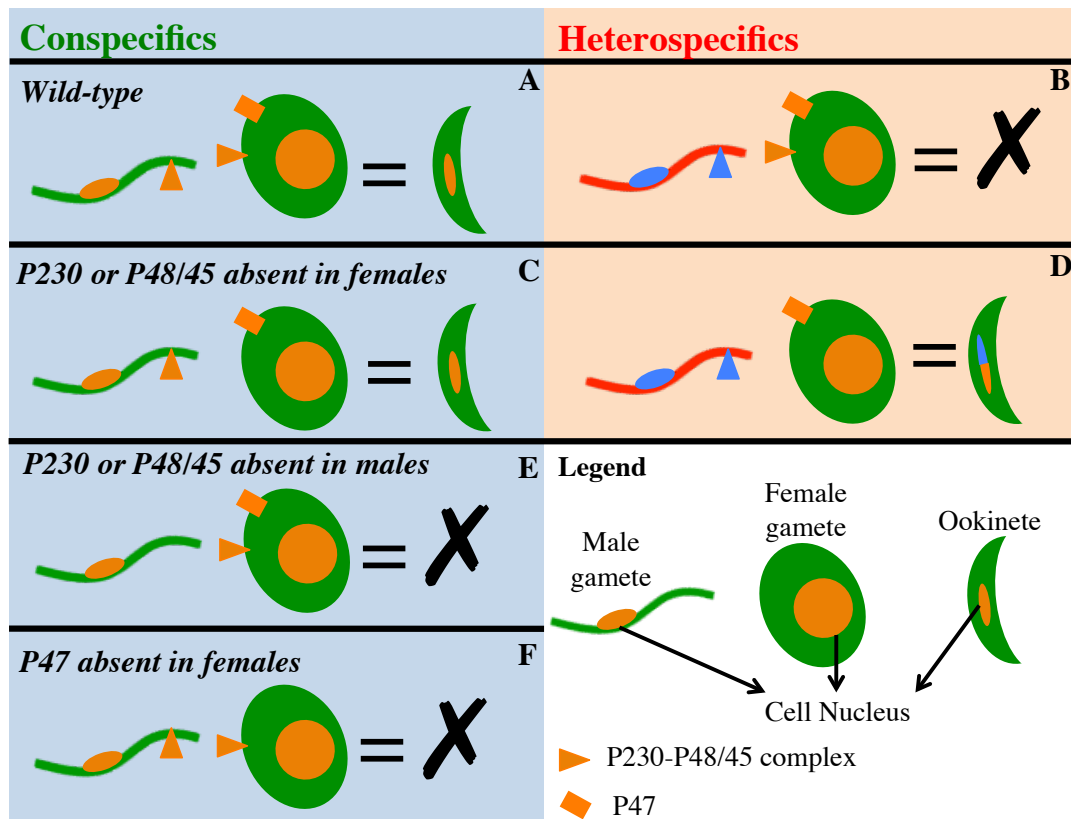 Conspecifics
Heterospecifics
Wild-type
A
B
P230 or P48/45 absent in females
C
D
P230 or P48/45 absent in males
E
Legend
Male
gamete
Female
gamete
Ookinete
P47 absent in females
F
Cell Nucleus
P230-P48/45 complex
P47